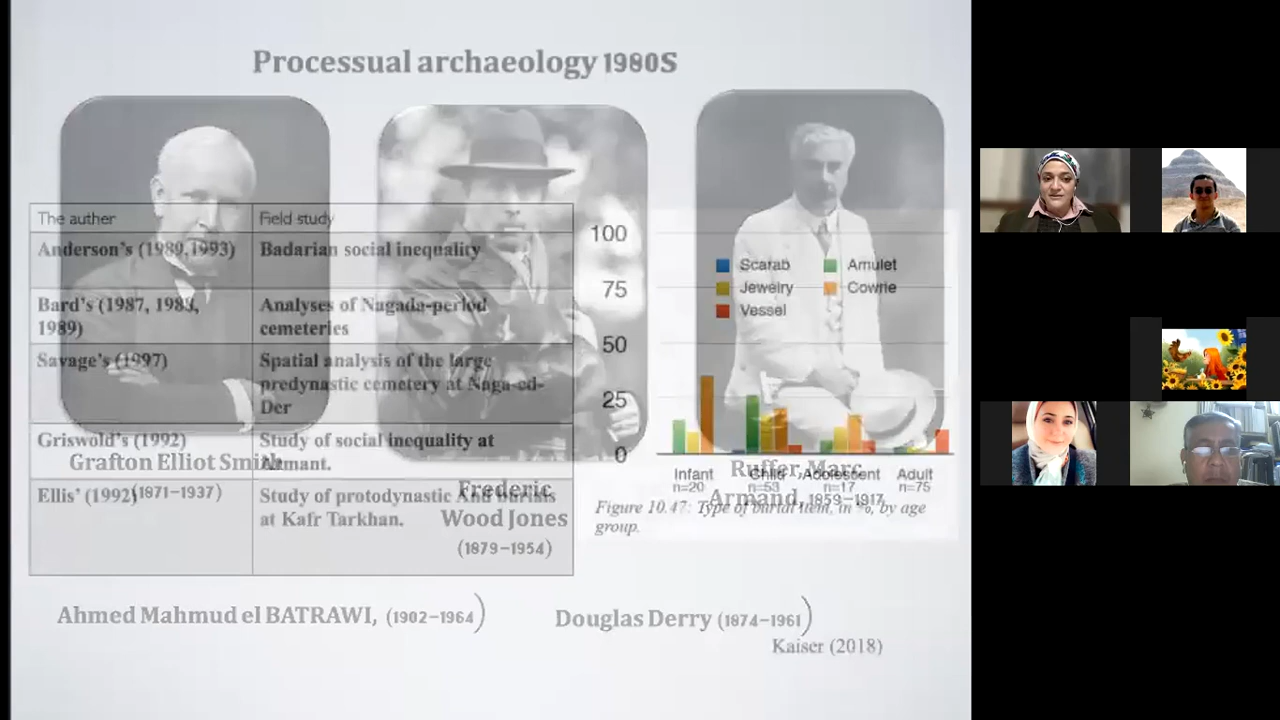 Processual archaeology 1980S
The auther
Field study
Anderson's (1989,1993)
Badarian social inequality
Bard's (1987, 1983,
1989)
Analyses of Nagada-period
cemeteries
Savage's (1997)
Spatial analysis of the large
predynastic cemetery at Naga-ed-
Der
Griswold's (1992)
Study of social inequality at
Armant.
Ellis' (1992)
Study of protodynastic And burials
at Kafr Tarkhan.
Grafton Elliot Smith
(1871–1937)
Frederic
Wood Jones
(1879–1954)
Ruffer, Marc
Armand, 1859–1917
100
75
50
25
0
Scarab
Amulet
Jewelry
Cowrie
Vessel
Infant
n=20
Child
n=53
Adolescent
n=17
Adult
n=75
Figure 10.47: Type of burial item, in %, by age
group.
Ahmed Mahmud el BATRAWI, (1902–1964)
Douglas Derry (1874–1961)
Kaiser (2018)